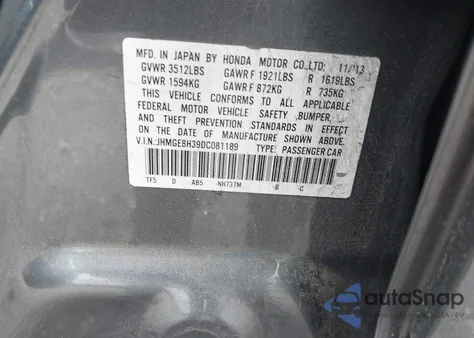 MFD. IN JAPAN BY HONDA MOTOR CO.,LTD. 11/'13
GVWR 3512LBS GAWR F 1921LBS R 1619LBS
GVWR 1594KG GAWR F 872KG R 735KG
THIS VEHICLE CONFORMS TO ALL APPLICABLE
FEDERAL MOTOR VEHICLE SAFETY ,BUMPER,
AND THEFT PREVENTION STANDARDS IN EFFECT
ON THE DATE OF MANUFACTURE SHOWN ABOVE.
V.I.N.:JHMGE8H39DC081189 TYPE: PASSENGER CAR
TF5 D AB5 -NH737M -B -C
autoSnap